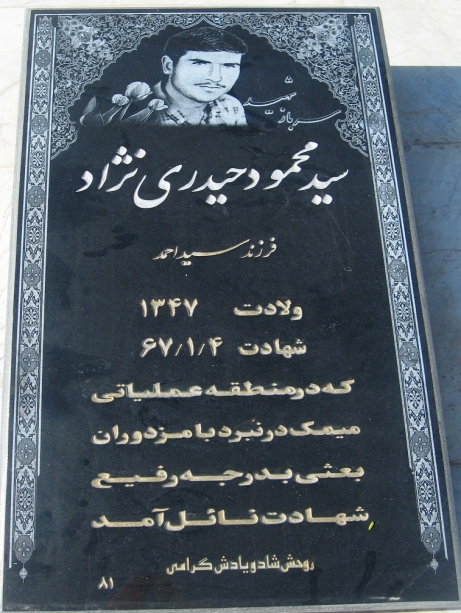 سرباز شهید
سید محمود حیدری نژاد
فرزند سید احمد
ولادت ۱۳۴۷
شهادت ۶۷/۱/۴
که در منطقه عملیاتی
میمک در نبرد با مزدوران
بعثی بدرجه رفیع
شهادت نائل آمد
روحش شاد و یادش گرامی
۸۱